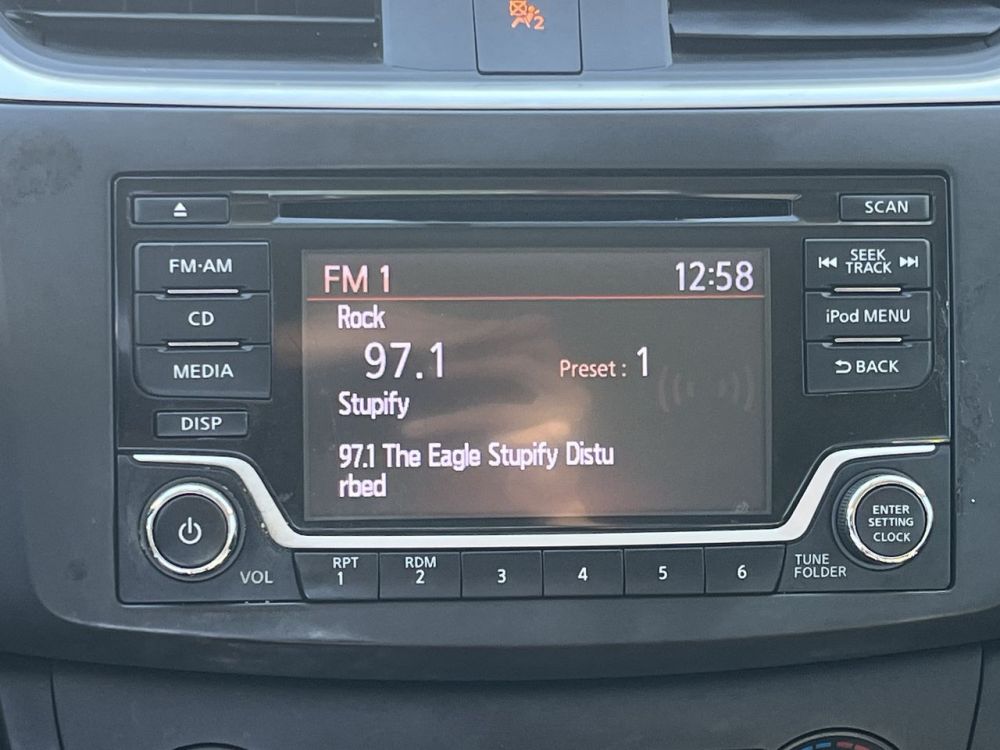 2
SCAN
FM·AM
SEEK
TRACK
CD
iPod MENU
MEDIA
BACK
DISP
FM 1
12:58
Rock
97.1
Preset : 1
Stupify
97.1 The Eagle Stupify Distu
rbed
ENTER
SETTING
CLOCK
VOL
RPT
1
RDM
2
3
4
5
6
TUNE
FOLDER